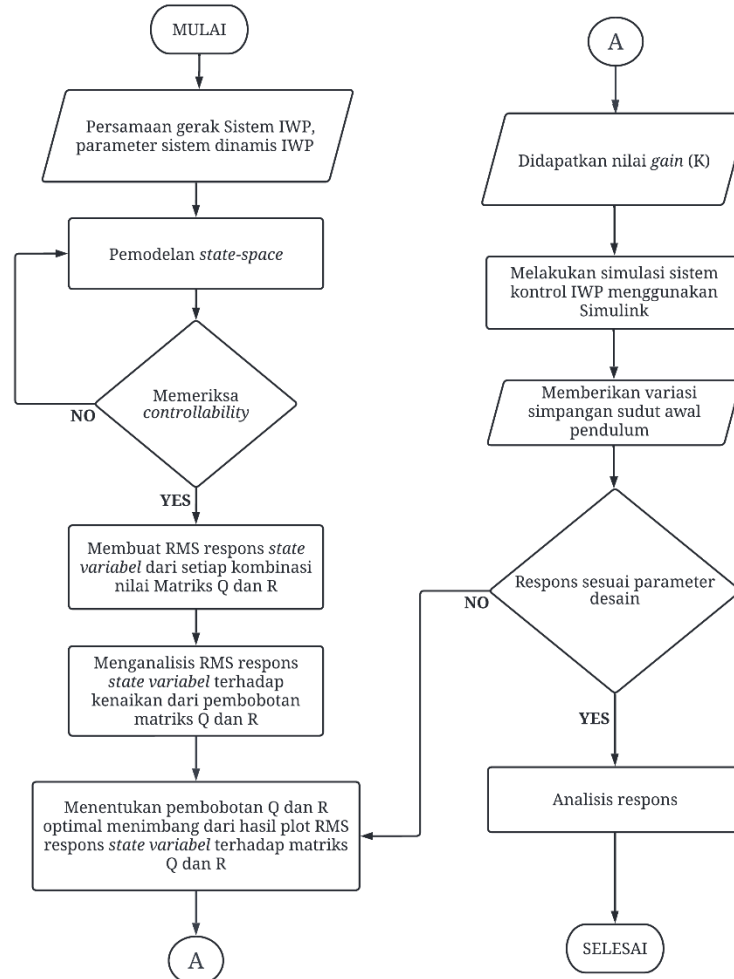 MULAI
Persamaan gerak Sistem IWP,
parameter sistem dinamis IWP
Pemodelan state-space
Memeriksa
controllability
NO
YES
Membuat RMS respons state
variabel dari setiap kombinasi
nilai Matriks Q dan R
Menganalisis RMS respons
state variabel terhadap
kenaikan dari pembobotan
matriks Q dan R
Menentukan pembobotan Q dan R
optimal menimbang dari hasil plot RMS
respons state variabel terhadap matriks
Q dan R
A
A
Didapatkan nilai gain (K)
Melakukan simulasi sistem
kontrol IWP menggunakan
Simulink
Memberikan variasi
simpangan sudut awal
pendulum
Respons sesuai parameter
desain
NO
YES
Analisis respons
SELESAI